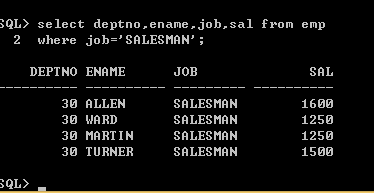 SQL> select deptno,ename,job,sal from emp
2 where job='SALESMAN';
DEPTNO ENAME JOB SAL
---------- ---------- --------- ----------
30 ALLEN SALESMAN 1600
30 WARD SALESMAN 1250
30 MARTIN SALESMAN 1250
30 TURNER SALESMAN 1500
SQL> _